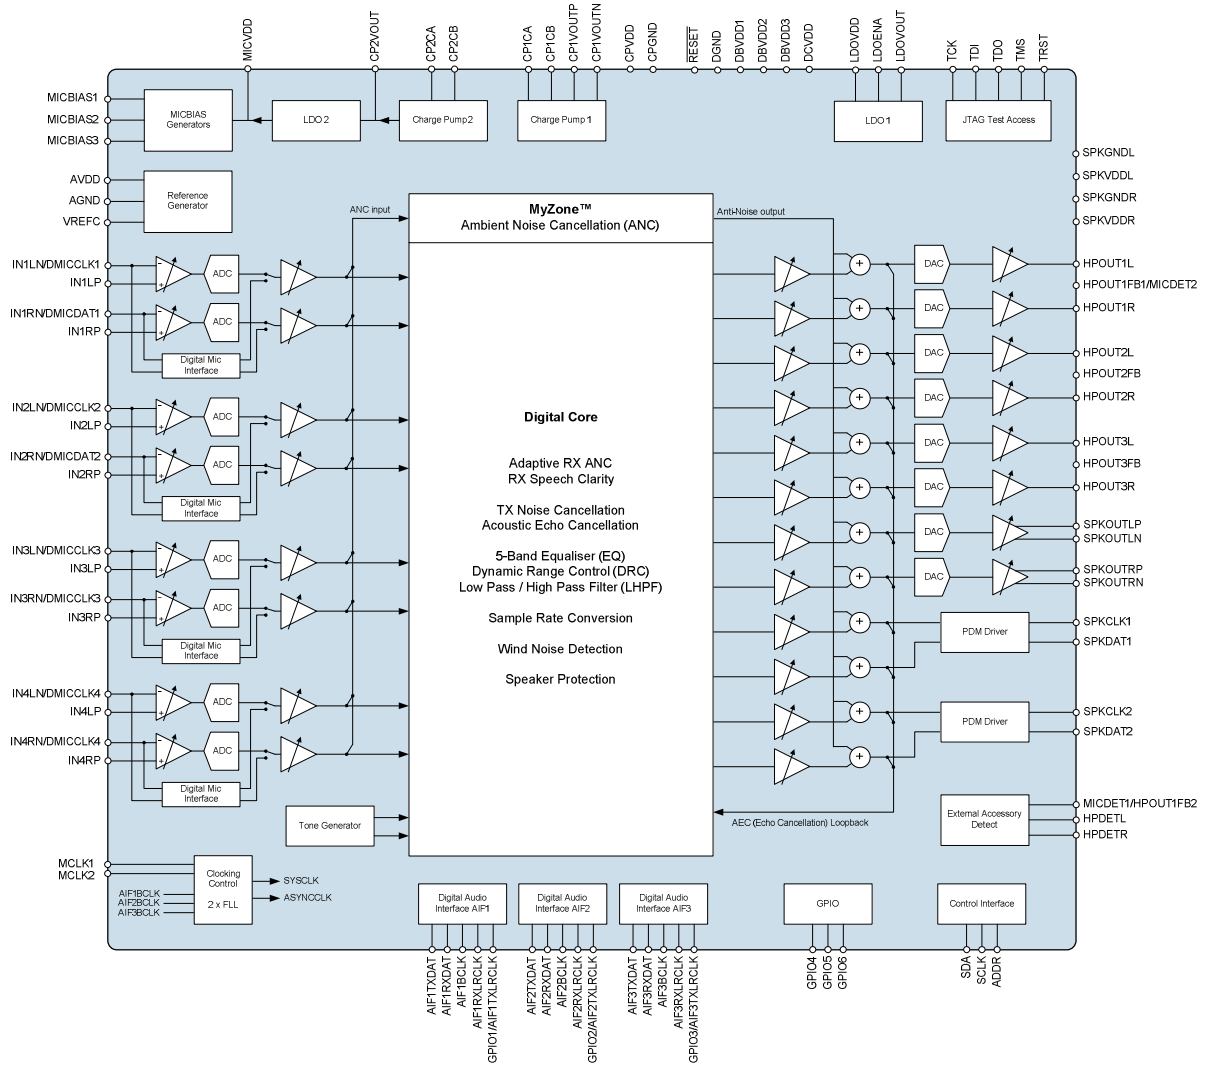 MICVDD
CP2VOUT
CP2CA
CP2CB
CP1CA
CP1CB
CP1VOUTP
CP1VOUTN
CPVDD
CPGND
RESET
DGND
DBVDD1
DBVDD2
DBVDD3
DCVDD
LDOVDD
LDOENA
LDOVOUT
TCK
TDI
TDO
TMS
TRST
MICBIAS1
MICBIAS2
MICBIAS3
MICBIAS
Generators
LDO 2
Charge Pump 2
Charge Pump 1
LDO 1
JTAG Test Access
AVDD
AGND
VREFC
Reference
Generator
SPKGNDL
SPKVDDL
SPKGNDR
SPKVDDR
ANC input
MyZone™
Ambient Noise Cancellation (ANC)
Anti-Noise output
IN1LN/DMICCLK1
IN1LP
IN1RN/DMICDAT1
IN1RP
ADC
ADC
Digital Mic
Interface
IN2LN/DMICCLK2
IN2LP
IN2RN/DMICDAT2
IN2RP
ADC
ADC
Digital Mic
Interface
IN3LN/DMICCLK3
IN3LP
IN3RN/DMICCLK3
IN3RP
ADC
ADC
Digital Mic
Interface
IN4LN/DMICCLK4
IN4LP
IN4RN/DMICCLK4
IN4RP
ADC
ADC
Digital Mic
Interface
Digital Core
Adaptive RX ANC
RX Speech Clarity
TX Noise Cancellation
Acoustic Echo Cancellation
5-Band Equaliser (EQ)
Dynamic Range Control (DRC)
Low Pass / High Pass Filter (LHPF)
Sample Rate Conversion
Wind Noise Detection
Speaker Protection
DAC
DAC
DAC
DAC
DAC
DAC
DAC
DAC
HPOUT1L
HPOUT1FB1/MICDET2
HPOUT1R
HPOUT2L
HPOUT2FB
HPOUT2R
HPOUT3L
HPOUT3FB
HPOUT3R
SPKOUTLP
SPKOUTLN
SPKOUTRP
SPKOUTRN
PDM Driver
SPKCLK1
SPKDAT1
PDM Driver
SPKCLK2
SPKDAT2
AEC (Echo Cancellation) Loopback
External Accessory
Detect
MICDET1/HPOUT1FB2
HPDETL
HPDETR
Tone Generator
MCLK1
MCLK2
AIF1BCLK
AIF2BCLK
AIF3BCLK
Clocking
Control
2 x FLL
SYSCLK
ASYNCCLK
Digital Audio
Interface AIF1
Digital Audio
Interface AIF2
Digital Audio
Interface AIF3
GPIO
Control Interface
AIF1TXDAT
AIF1RXDAT
AIF1BCLK
AIF1RXLRCLK
GPIO1/AIF1TXLRCLK
AIF2TXDAT
AIF2RXDAT
AIF2BCLK
AIF2RXLRCLK
GPIO2/AIF2TXLRCLK
AIF3TXDAT
AIF3RXDAT
AIF3BCLK
AIF3RXLRCLK
GPIO3/AIF3TXLRCLK
GPIO4
GPIO5
GPIO6
SDA
SCLK
ADDR